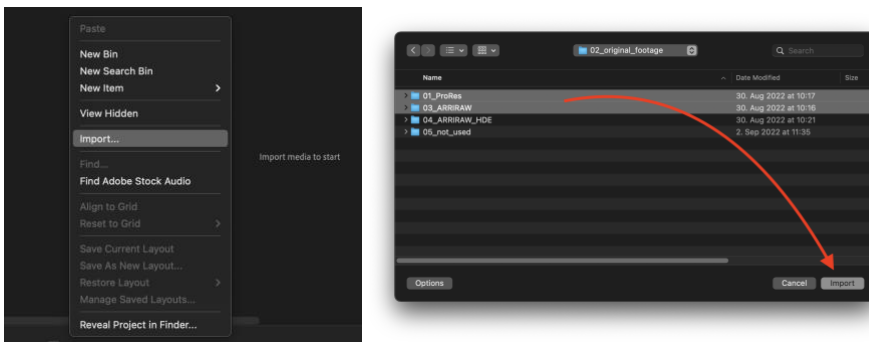 Paste
New Bin
New Search Bin
New Item
View Hidden
Import...
Find...
Find Adobe Stock Audio
Align to Grid
Reset to Grid
Save Current Layout
Save As New Layout...
Restore Layout
Manage Saved Layouts...
Reveal Project in Finder...
Import media to start
02_original_footage
Search
Name Date Modified Size
01_ProRes 30. Aug 2022 at 10:17
03_ARRIRAW 30. Aug 2022 at 10:16
04_ARRIRAW_HDE 30. Aug 2022 at 10:21
05_not_used 2. Sep 2022 at 11:35
Options Cancel Import